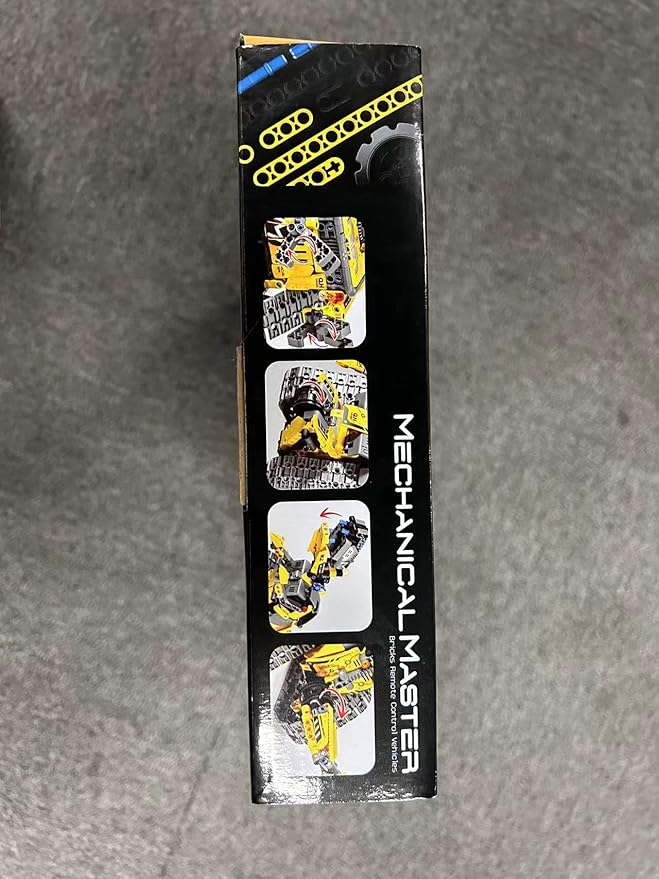 MECHANICAL MASTER
Bricks Remote Control Vehicles